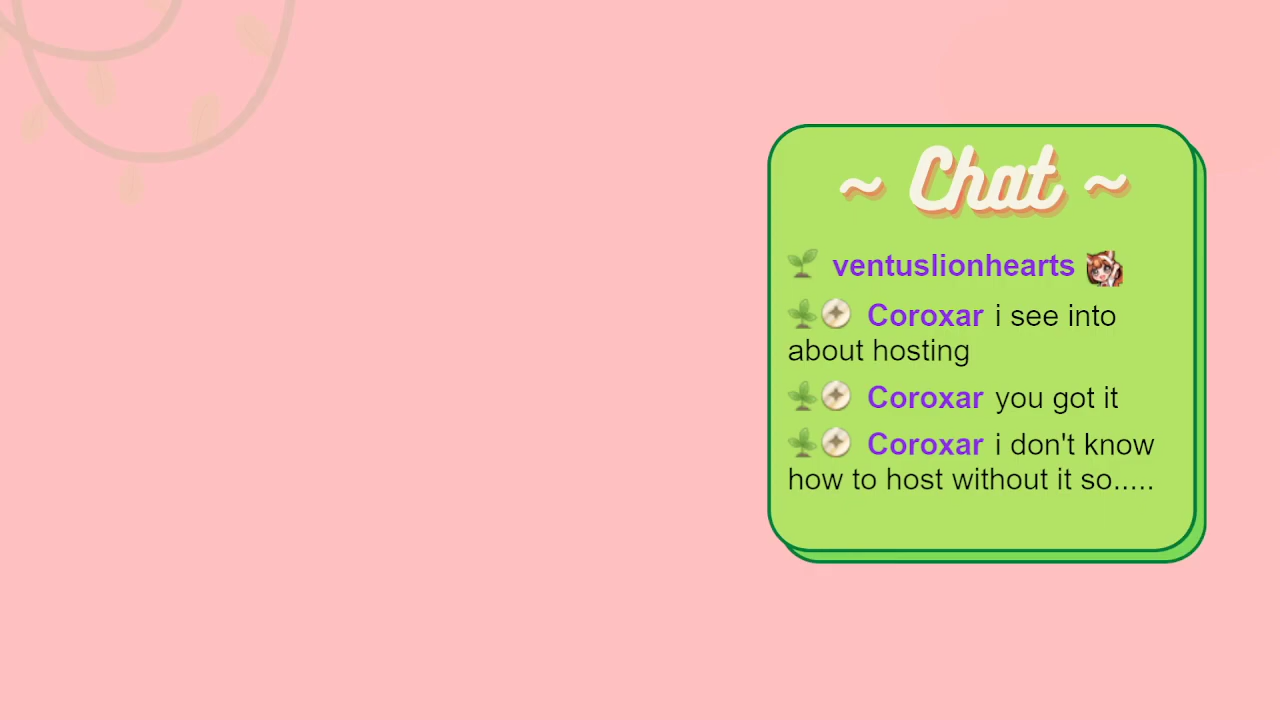 ~ Chat ~
ventuslionhearts
Coroxar i see into
about hosting
Coroxar you got it
Coroxar i don't know
how to host without it so.....